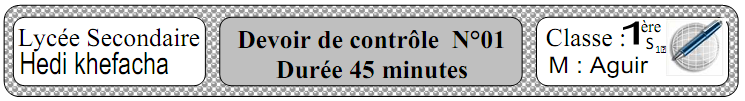 Lycée Secondaire
Hedi khefacha
Devoir de contrôle N°01
Durée 45 minutes
Classe : 1ère S
M : Aguir